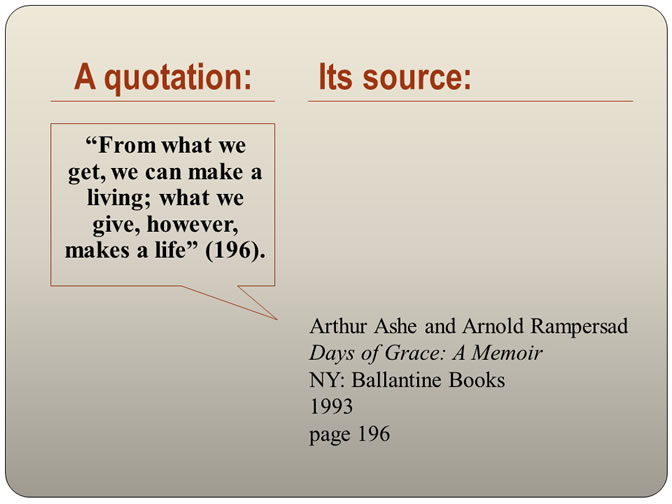 A quotation:
Its source:
“From what we
get, we can make a
living; what we
give, however,
makes a life” (196).
Arthur Ashe and Arnold Rampersad
Days of Grace: A Memoir
NY: Ballantine Books
1993
page 196